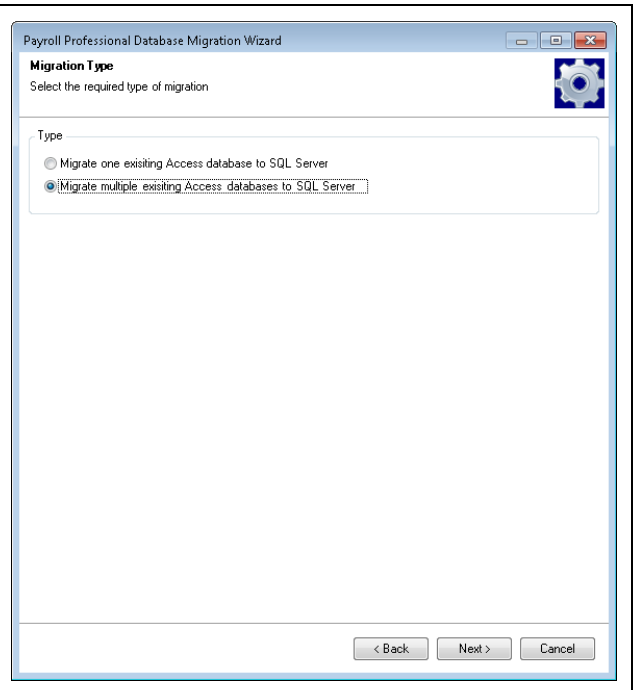 Payroll Professional Database Migration Wizard
Migration Type
Select the required type of migration
Type
Migrate one exisiting Access database to SQL Server
Migrate multiple exisiting Access databases to SQL Server
< Back Next > Cancel